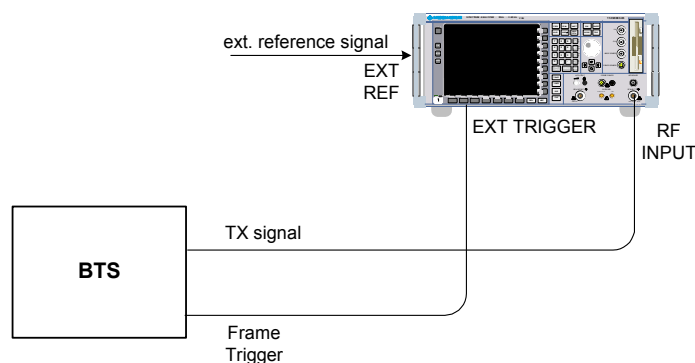 ext. reference signal
EXT
REF
EXT TRIGGER
RF
INPUT
TX signal
BTS
Frame
Trigger